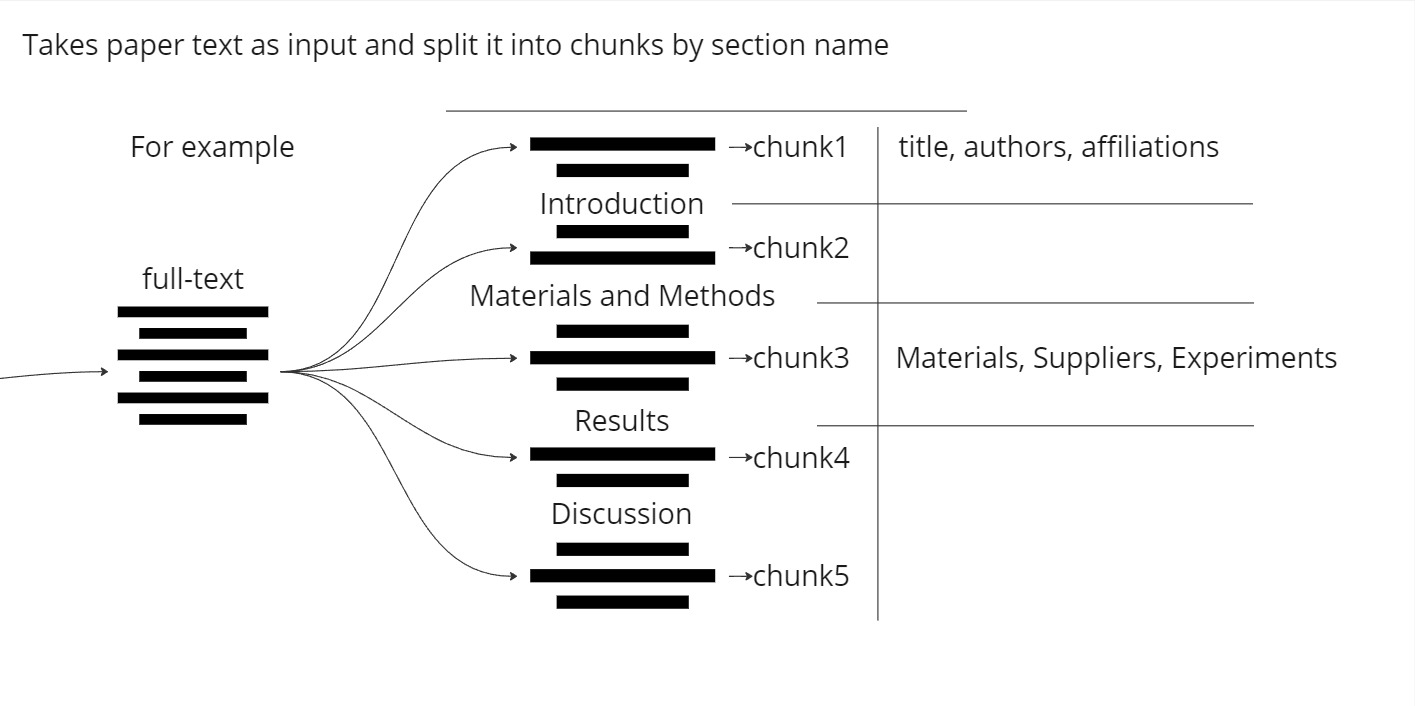 Takes paper text as input and split it into chunks by section name
For example
chunk1
title, authors, affiliations
Introduction
chunk2
full-text
Materials and Methods
chunk3
Materials, Suppliers, Experiments
Results
chunk4
Discussion
chunk5